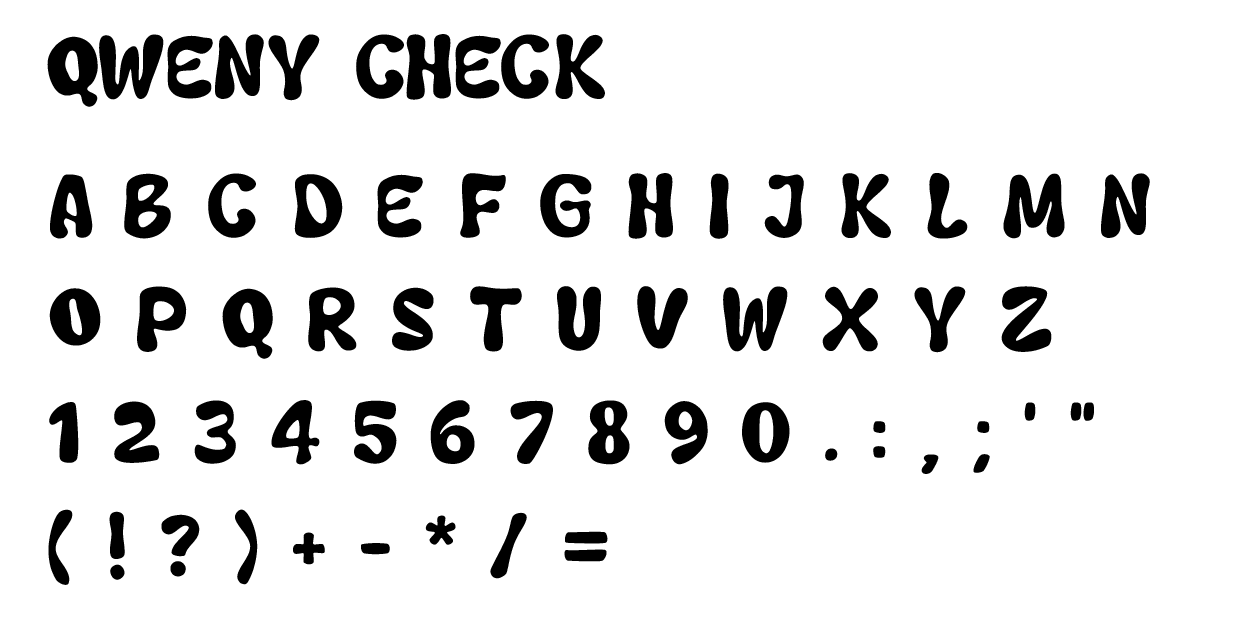 QWENY CHECK
A B C D E F G H I J K L M N
O P Q R S T U V W X Y Z
1 2 3 4 5 6 7 8 9 0 . : , ; ' "
( ! ? ) + - * / =